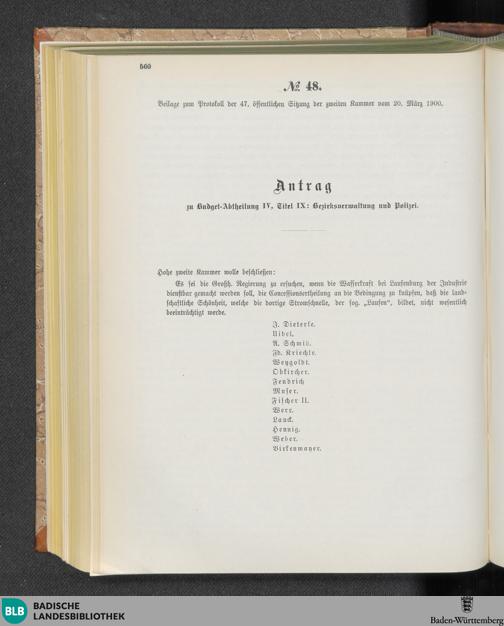 560
№ 48.
Beilage zum Protokoll der 47. öffentlichen Sitzung der zweiten Kammer vom 20. März 1900.
Antrag
zu Budget-Abtheilung IV, Titel IX: Bezirksverwaltung und Polizei.
Hohe zweite Kammer wolle beschließen:
Es sei die Großh. Regierung zu ersuchen, wenn die Wasserkraft bei Laufenburg der Industrie
dienstbar gemacht werden soll, die Concessionsertheilung an die Bedingung zu knüpfen, daß die land-
schaftliche Schönheit, welche die dortige Stromschnelle, der sog. „Laufen“, bildet, nicht wesentlich
beeinträchtigt werde.
J. Dieterle.
Uibel.
A. Schmid.
Fd. Kriechle.
Weygoldt.
Obkircher.
Fendrich
Muser.
Fischer II.
Werr.
Lauck.
Hennig.
Weber.
Birkenmayer.
BLB
BADISCHE
LANDESBIBLIOTHEK
Baden-Württemberg